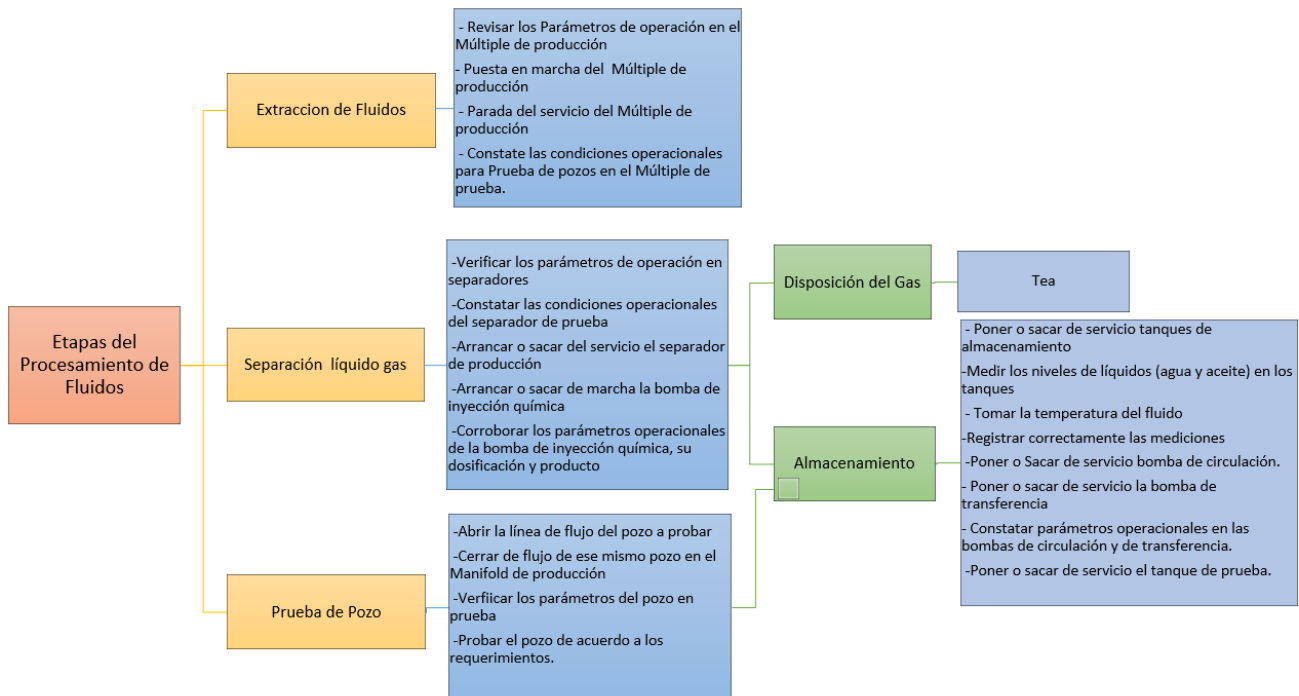 Etapas del
Procesamiento de
Fluidos
Extraccion de Fluidos
- Revisar los Parámetros de operación en el
Múltiple de producción
- Puesta en marcha del Múltiple de
producción
- Parada del servicio del Múltiple de
producción
- Constate las condiciones operacionales
para Prueba de pozos en el Múltiple de
prueba.
Separación líquido gas
-Verificar los parámetros de operación en
separadores
-Constatar las condiciones operacionales
del separador de prueba
-Arrancar o sacar del servicio el separador
de producción
-Arrancar o sacar de marcha la bomba de
inyección química
-Corroborar los parámetros operacionales
de la bomba de inyección química, su
dosificación y producto
Disposición del Gas
Tea
Almacenamiento
- Poner o sacar de servicio tanques de
almacenamiento
-Medir los niveles de líquidos (agua y aceite) en los
tanques
- Tomar la temperatura del fluido
-Registrar correctamente las mediciones
-Poner o Sacar de servicio bomba de circulación.
- Poner o sacar de servicio la bomba de
transferencia
- Constatar parámetros operacionales en las
bombas de circulación y de transferencia.
-Poner o sacar de servicio el tanque de prueba.
Prueba de Pozo
-Abrir la línea de flujo del pozo a probar
-Cerrar de flujo de ese mismo pozo en el
Manifold de producción
-Verfiicar los parámetros del pozo en
prueba
-Probar el pozo de acuerdo a los
requerimientos.